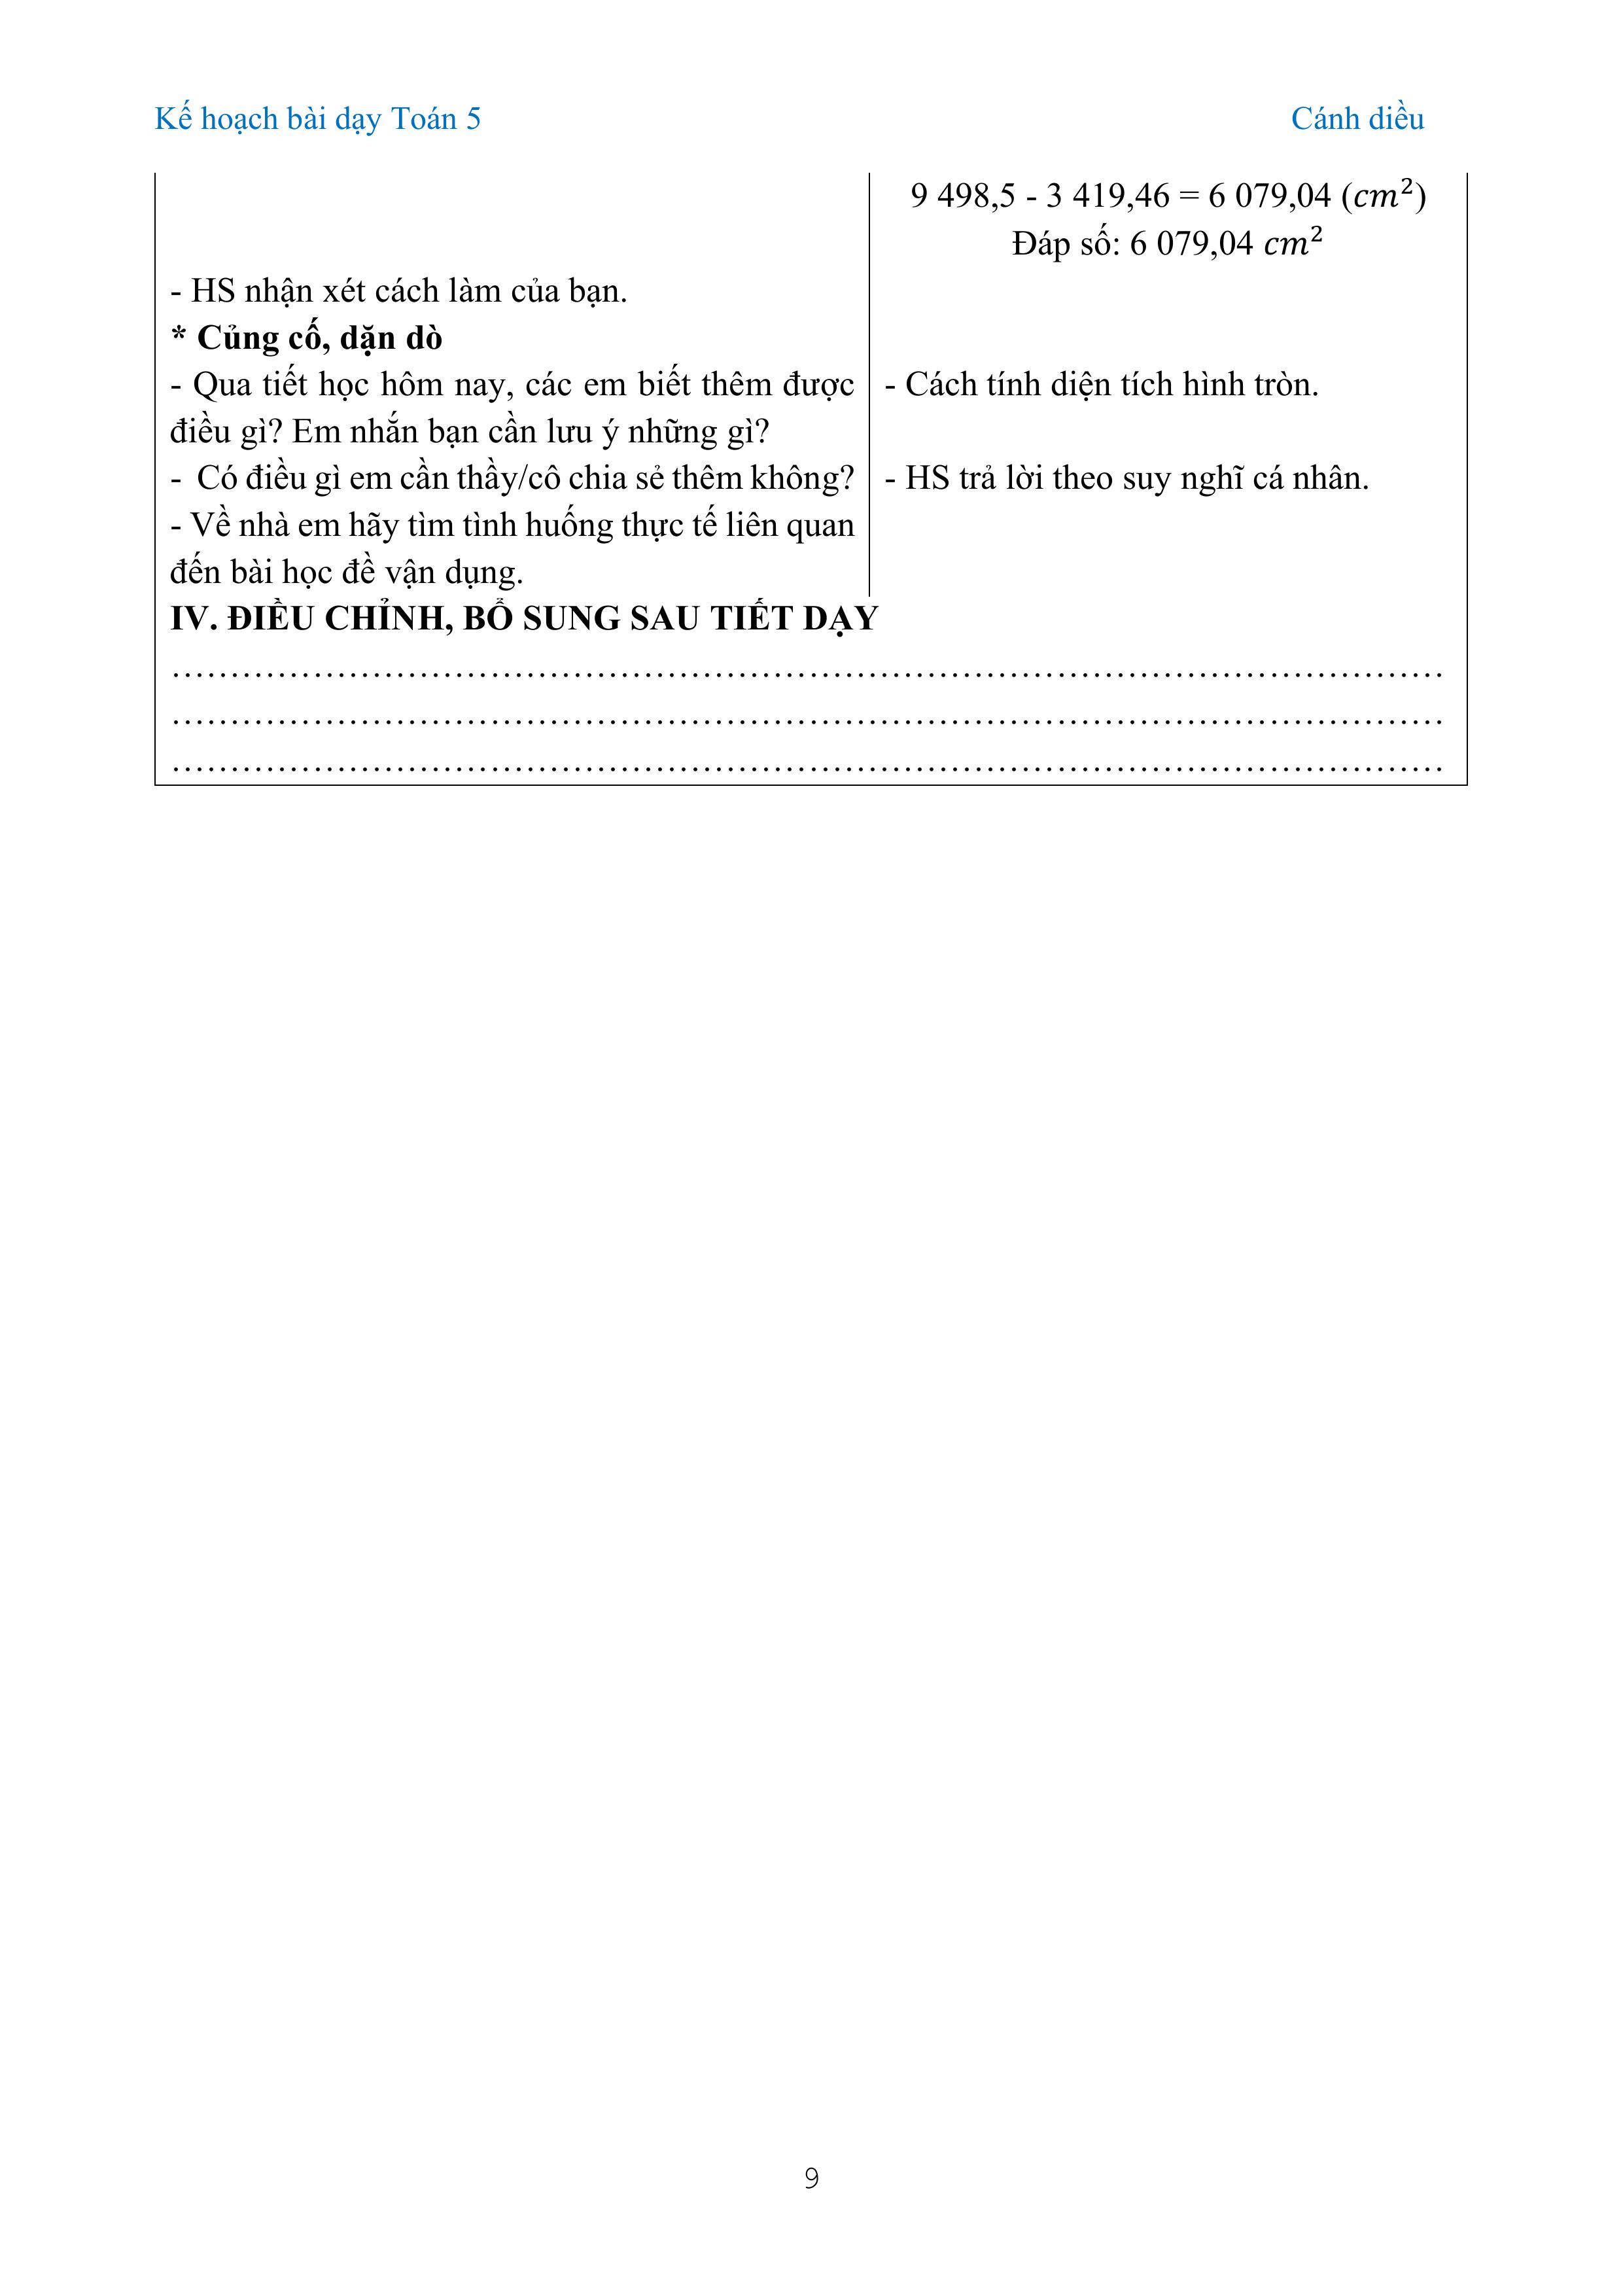 Kế hoạch bài dạy Toán 5 Cánh diều
9 498,5 - 3 419,46 = 6 079,04 (cm²)
Đáp số: 6 079,04 cm²
- HS nhận xét cách làm của bạn.
* Củng cố, dặn dò
- Qua tiết học hôm nay, các em biết thêm được
điều gì? Em nhắn bạn cần lưu ý những gì?
- Cách tính diện tích hình tròn.
- Có điều gì em cần thầy/cô chia sẻ thêm không?
- HS trả lời theo suy nghĩ cá nhân.
- Về nhà em hãy tìm tình huống thực tế liên quan
đến bài học đề vận dụng.
IV. ĐIỀU CHỈNH, BỔ SUNG SAU TIẾT DẠY
………………………………………………………………………………………………
………………………………………………………………………………………………
………………………………………………………………………………………………
9